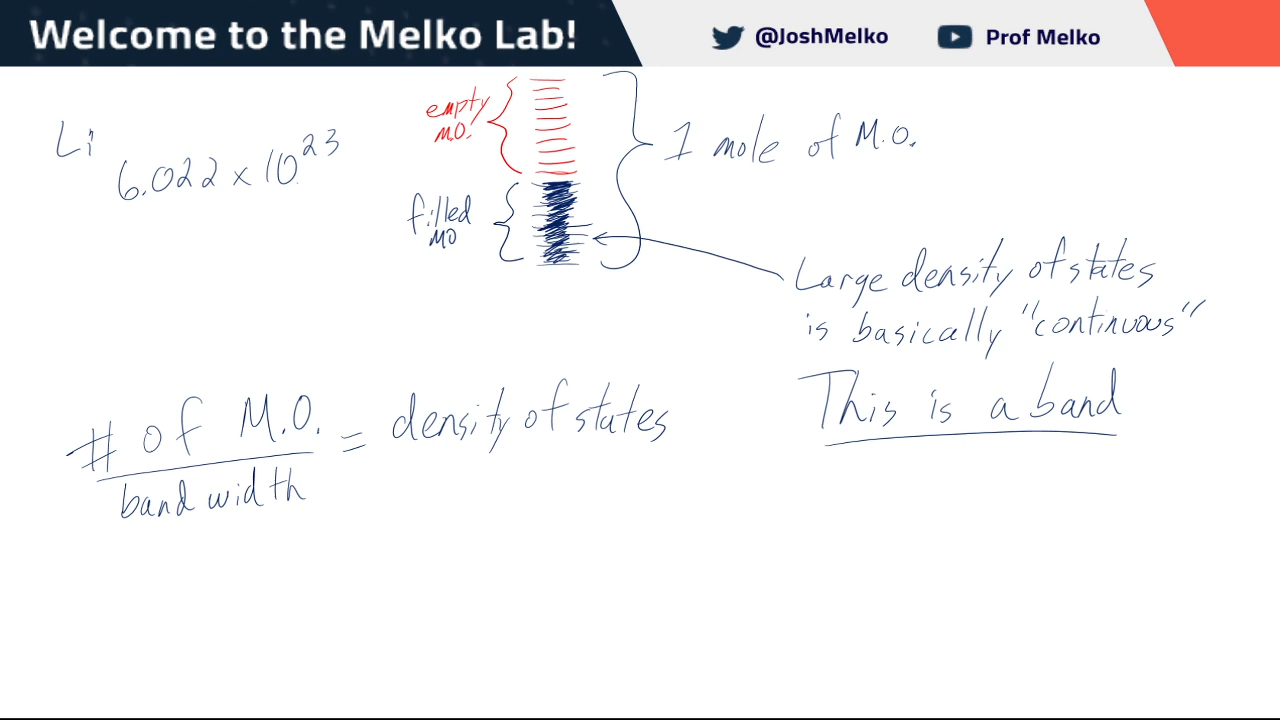 Welcome to the Melko Lab!
@JoshMelko
Prof Melko
Li
6.022 x 10^23
empty
M.O.
1 mole of M.O.
filled
MO
Large density of states
is basically "continuous"
This is a band
# of M.O. = density of states
band width